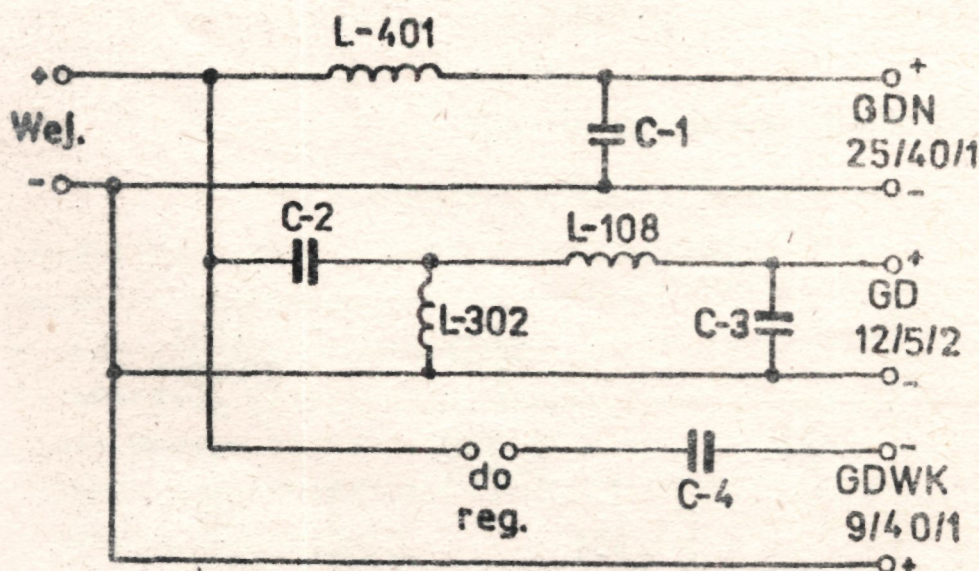 L-401
+
+
Wej.
C-1
GDN
25/40/1
-
-
C-2
L-108
+
GD
L-302
C-3
12/5/2
-
-
do
reg.
C-4
GDWK
9/40/1
+